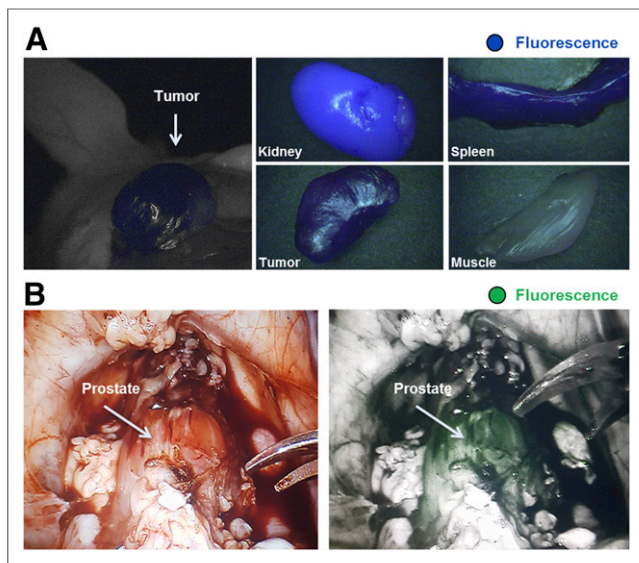 A
Fluorescence
Tumor
Kidney
Spleen
Tumor
Muscle
B
Fluorescence
Prostate
Prostate